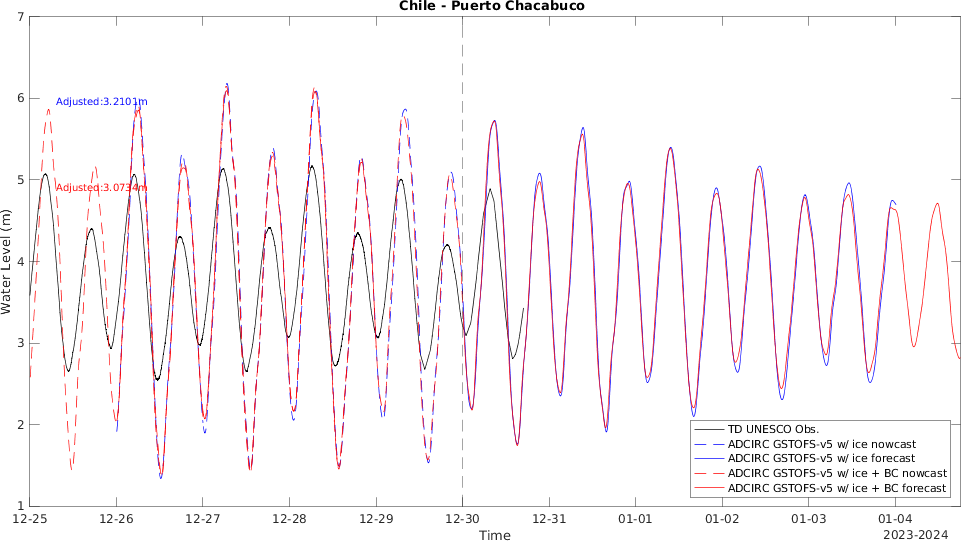 Chile - Puerto Chacabuco
7
6
5
4
3
2
1
Water Level (m)
Adjusted:3.2101m
Adjusted:3.0734m
TD UNESCO Obs.
ADCIRC GSTOFS-v5 w/ ice nowcast
ADCIRC GSTOFS-v5 w/ ice forecast
ADCIRC GSTOFS-v5 w/ ice + BC nowcast
ADCIRC GSTOFS-v5 w/ ice + BC forecast
12-25 12-26 12-27 12-28 12-29 12-30 12-31 01-01 01-02 01-03 01-04
Time
2023-2024